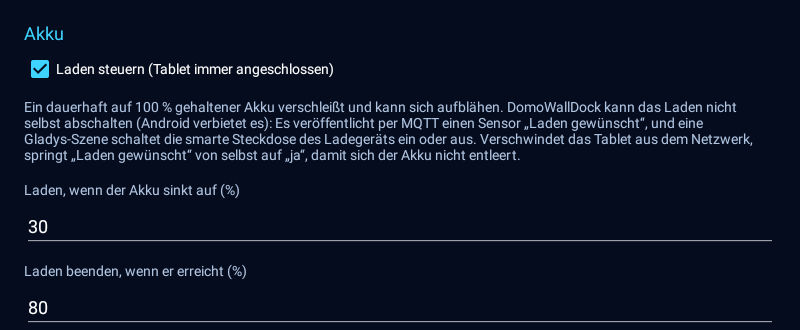 Akku
Laden steuern (Tablet immer angeschlossen)
Ein dauerhaft auf 100 % gehaltener Akku verschleißt und kann sich aufblähen. DomoWallDock kann das Laden nicht
selbst abschalten (Android verbietet es): Es veröffentlicht per MQTT einen Sensor „Laden gewünscht“, und eine
Gladys-Szene schaltet die smarte Steckdose des Ladegeräts ein oder aus. Verschwindet das Tablet aus dem Netzwerk,
springt „Laden gewünscht“ von selbst auf „ja“, damit sich der Akku nicht entleert.
Laden, wenn der Akku sinkt auf (%)
30
Laden beenden, wenn er erreicht (%)
80